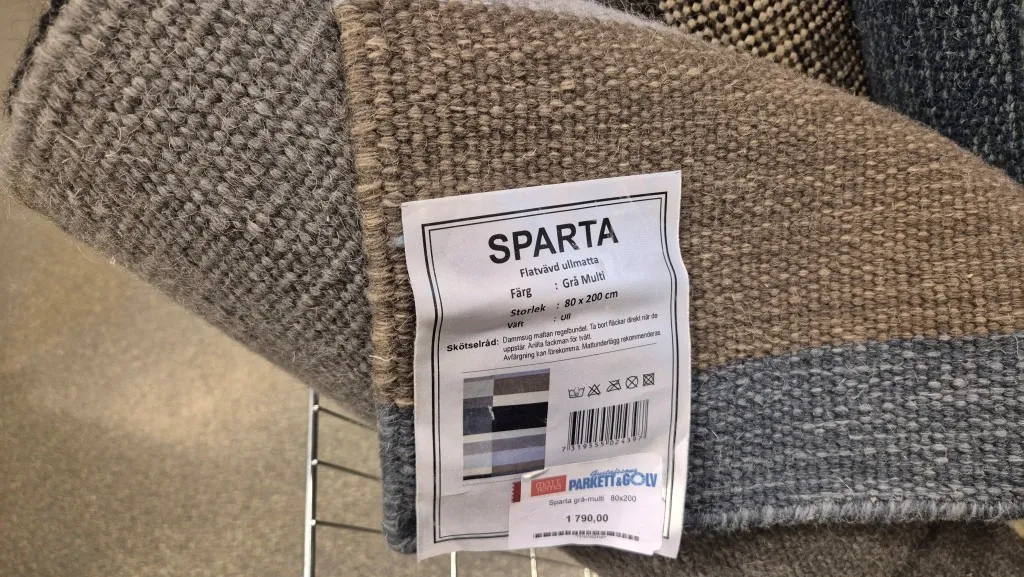 SPARTA
Flatvävd ullmatta
Färg : Grå Multi
Storlek : 80 x 200 cm
Väft : Ull
Skötselråd: Dammsug mattan regelbundet. Ta bort fläckar direkt när de
uppstår. Anlita fackman för tvätt.
Avfärgning kan förekomma. Mattunderlägg rekommenderas.
MATT
PARKETT & GOLV
Sparta grå-multi 80x200
1 790,00